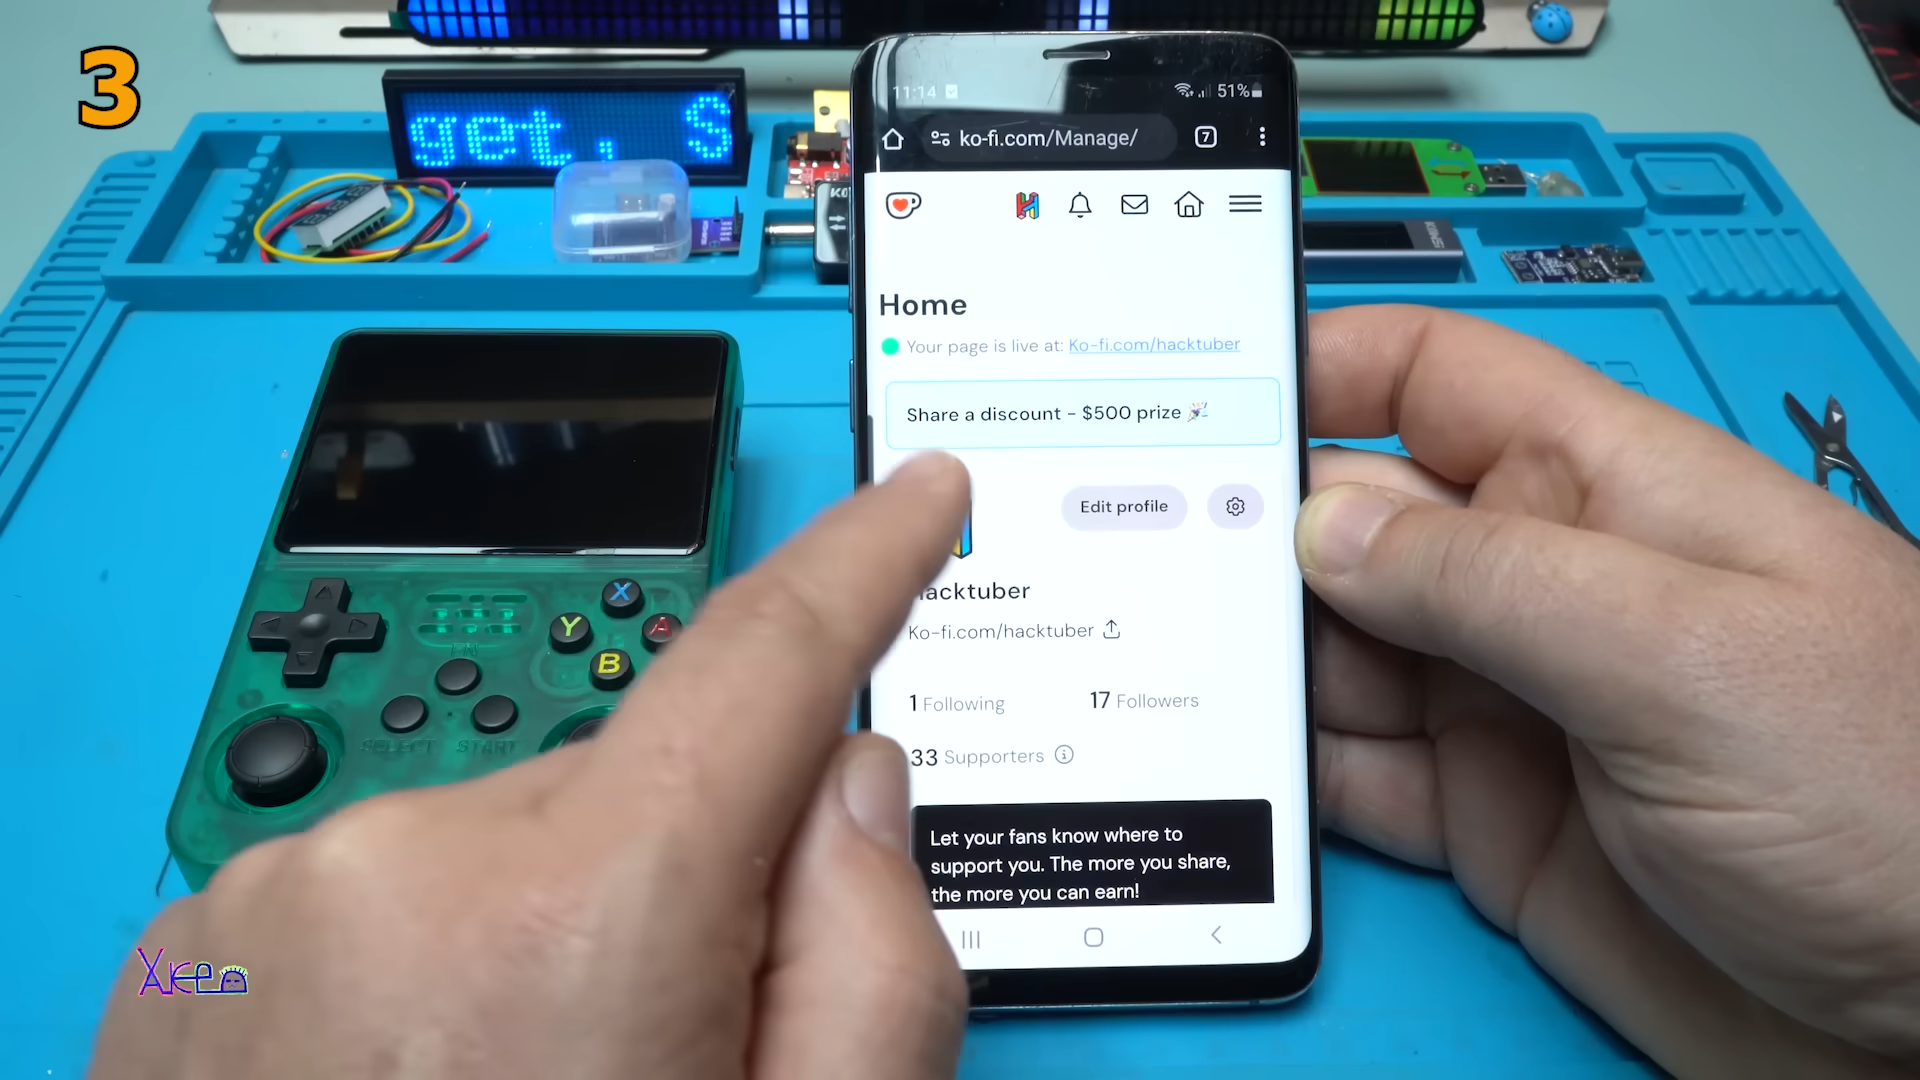 3
get, S
11:14
51%
ko-fi.com/Manage/
7
Home
Your page is live at: Ko-fi.com/hacktuber
Share a discount - $500 prize 🎉
Edit profile
hacktuber
Ko-fi.com/hacktuber
1 Following
17 Followers
33 Supporters
Let your fans know where to
support you. The more you share,
the more you can earn!
X
Y
A
B
FN
SELECT
START